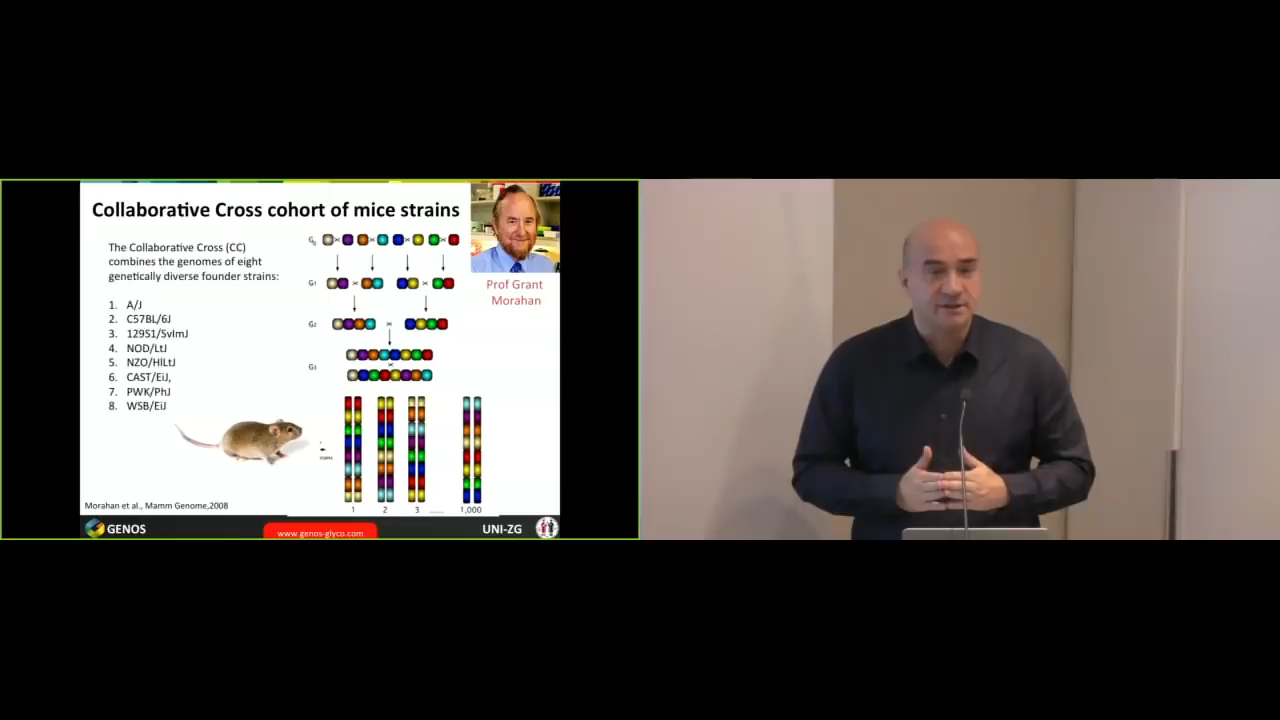 Collaborative Cross cohort of mice strains
The Collaborative Cross (CC)
combines the genomes of eight
genetically diverse founder strains:
1. A/J
2. C57BL/6J
3. 129S1/SvImJ
4. NOD/LtJ
5. NZO/HlLtJ
6. CAST/EiJ,
7. PWK/PhJ
8. WSB/EiJ
G0
G1
G2
G3
1 2 3 1,000
Prof Grant
Morahan
Morahan et al., Mamm Genome,2008
GENOS
www.genos-glyco.com
UNI-ZG